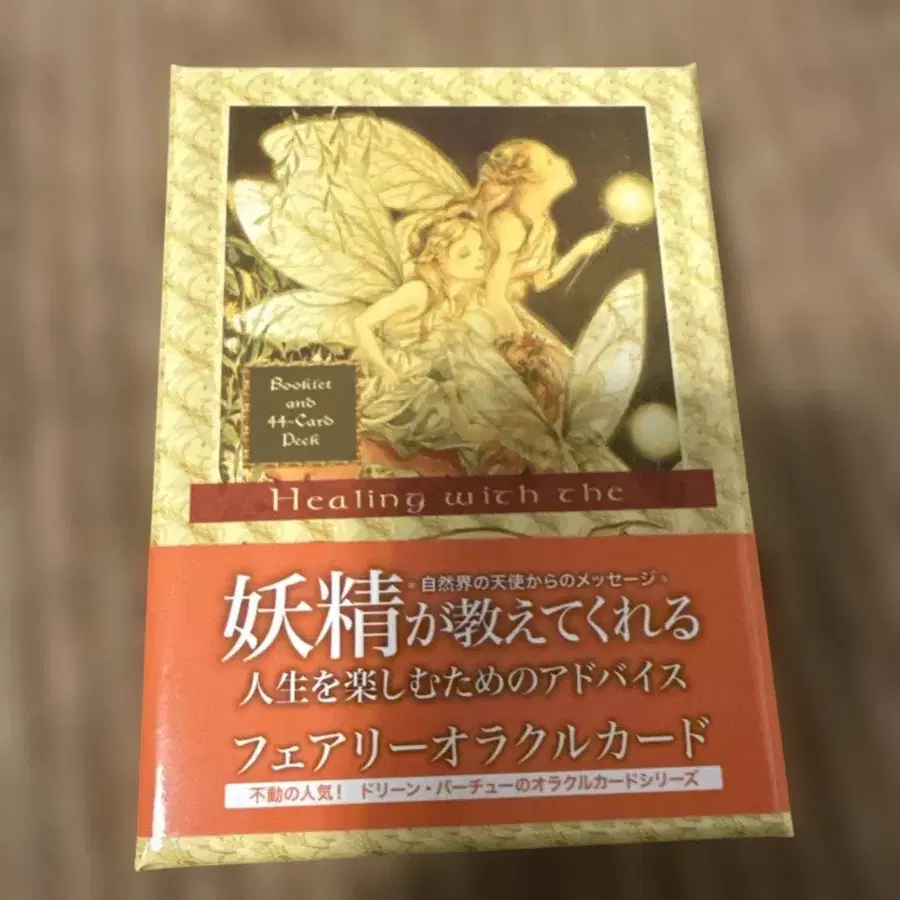 Booklet
and
44-Card
Deck
Healing with the
自然界の天使からのメッセージ
妖精が教えてくれる
人生を楽しむためのアドバイス
フェアリーオラクルカード
不動の人気! ドリーン・バーチューのオラクルカードシリーズ